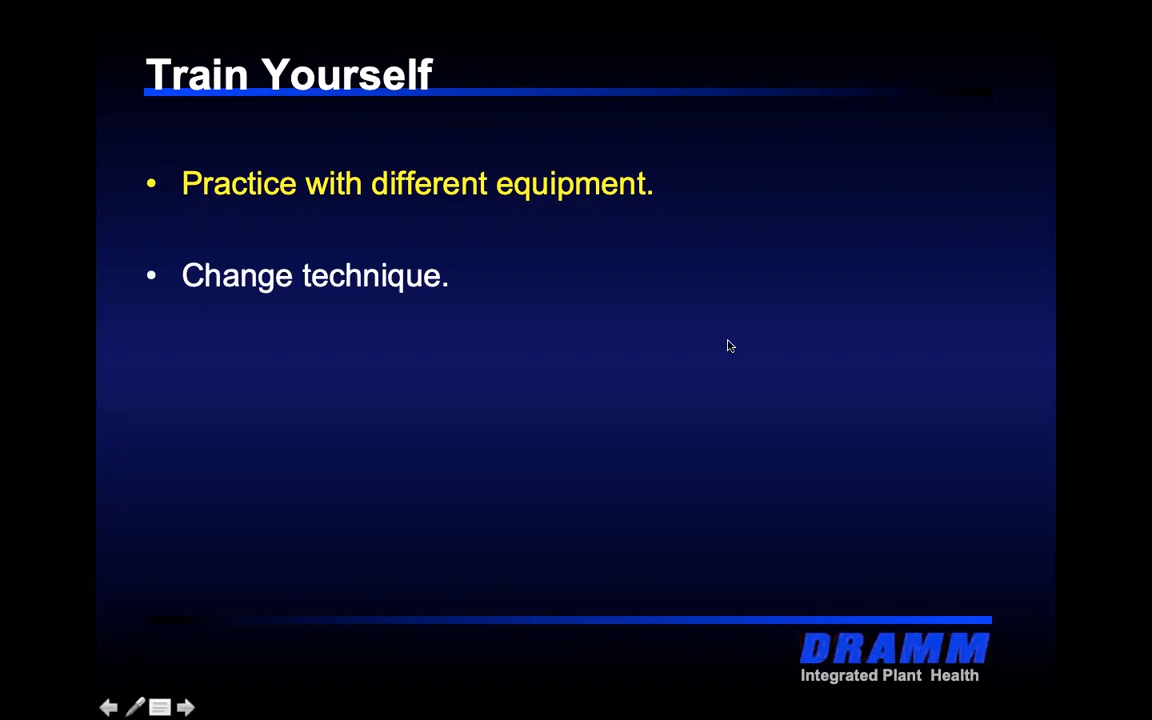 Train Yourself
• Practice with different equipment.
• Change technique.
DRAMM
Integrated Plant Health